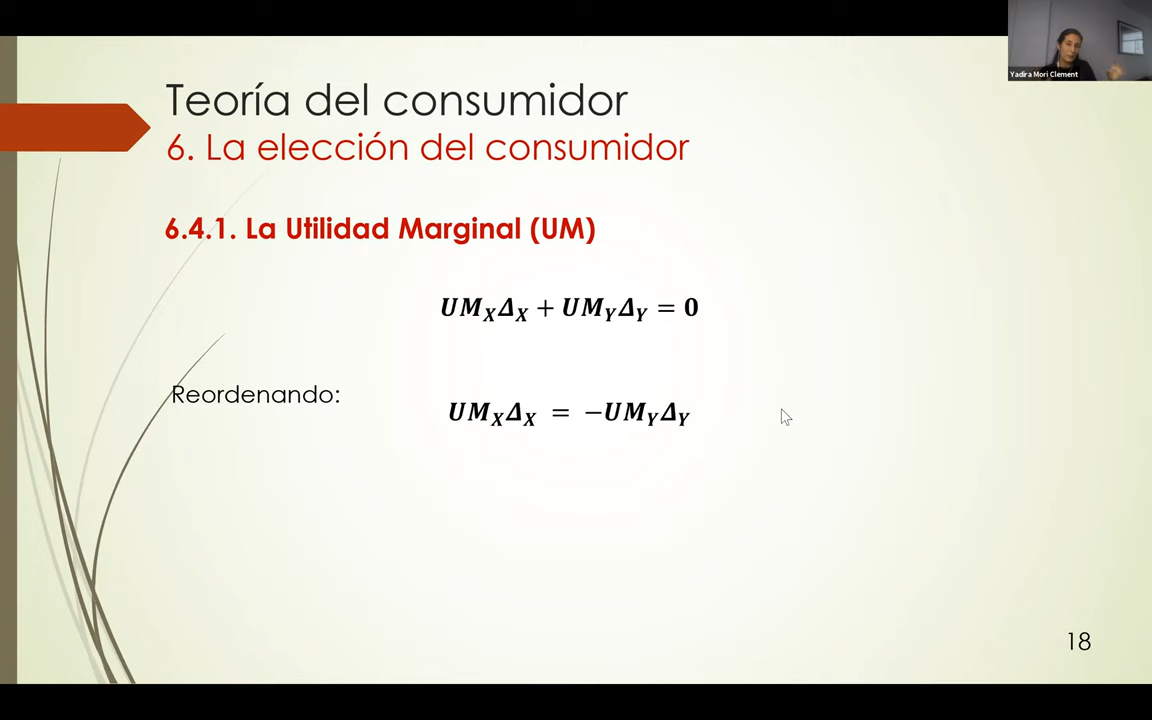 Yadira Mori Clement
Teoría del consumidor
6. La elección del consumidor
6.4.1. La Utilidad Marginal (UM)
𝑼𝑴_𝑿𝜟_𝑿 + 𝑼𝑴_𝒀𝜟_𝒀 = 𝟎
Reordenando:
𝑼𝑴_𝑿𝜟_𝑿 = −𝑼𝑴_𝒀𝜟_𝒀
18